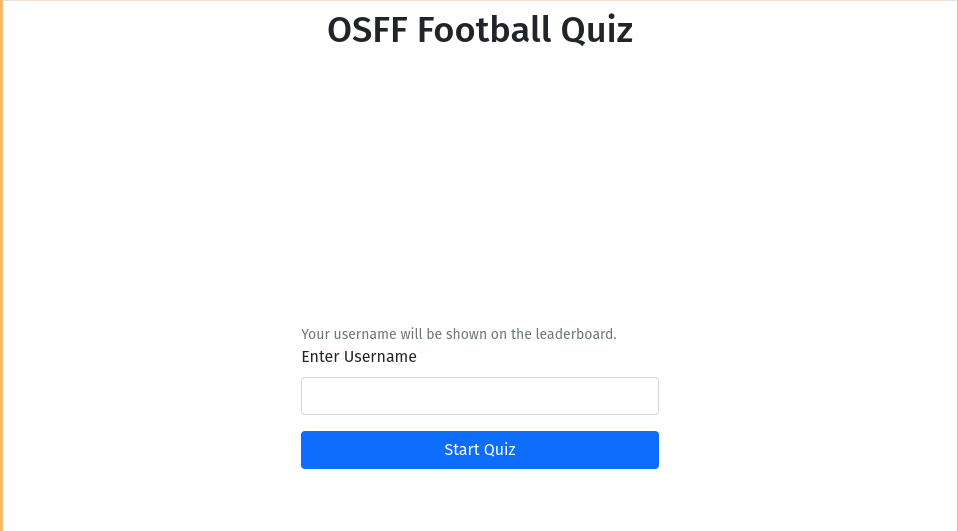 OSFF Football Quiz
Your username will be shown on the leaderboard.
Enter Username
Start Quiz